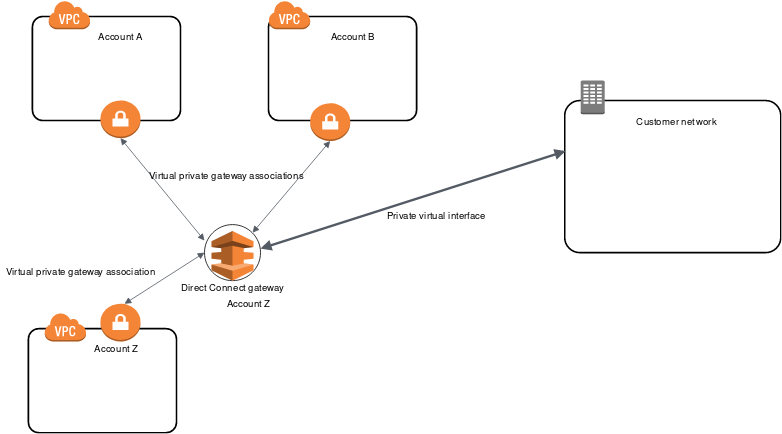 VPC
Account A
VPC
Account B
Customer network
Virtual private gateway associations
Private virtual interface
Virtual private gateway association
Direct Connect gateway
Account Z
VPC
Account Z